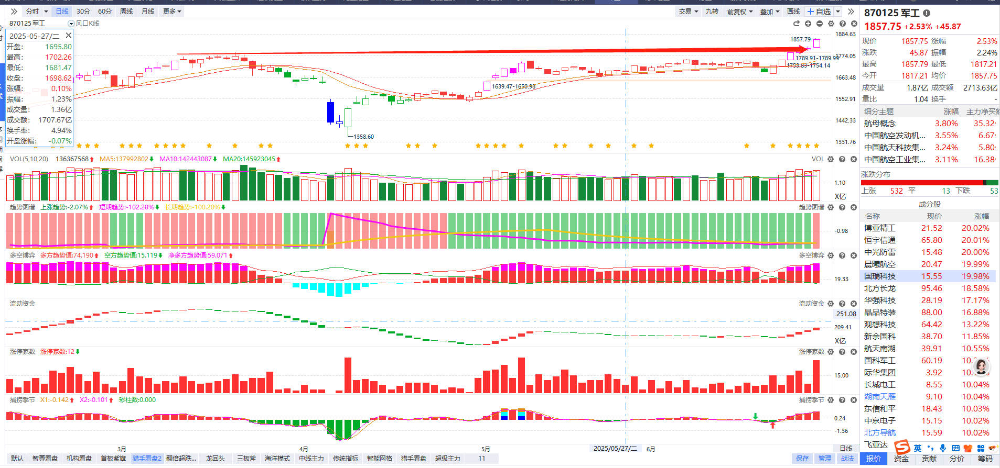 分时 日线 30分 60分 周线 月线 更多 交易 九转 前复权 叠加 画线 自选
870125 军工 风口K线
2025-05-27/二
开盘: 1695.80
最高: 1702.26
最低: 1681.47
收盘: 1698.62
涨幅: 0.10%
振幅: 1.23%
成交量: 1.36亿
成交额: 1707.67亿
换手率: 4.94%
开盘涨幅: -0.07%
1857.79
1789.91-1789.99
1753.83-1754.14
1639.47-1650.98
1358.60
1884.63
1774.05
1663.48
1552.91
1442.33
1331.76
VOL(5,10,20) 136367568 MA5:137992802 MA10:142443087 MA20:145923045 VOL
1.10
X亿
趋势图谱 上涨趋势:-2.07% 短期趋势:-102.28% 长期趋势:-100.20% 趋势图谱
-0.98
多空博弈 多方趋势值:74.190 空方趋势值:15.119 净多方趋势值:59.071 多空博弈
19.33
流动资金 流动资金
251.08
209.41
X亿
涨停家数 涨停家数:12 涨停家数
15.00
捕捞季节 X1:-0.142 X2:-0.101 彩柱数:0.000 捕捞季节
0.24
-1.36
3月 4月 5月 2025/05/27/二 6月 日线
默认 智尊看盘 机构看盘 首板紫旗 猎手看盘2 翻倍超跌... 龙回头 三板斧 海洋模式 中线主力 传统指标 智能网格 猎手看盘 超级主力 11 保存 管理 战法
870125 军工
1857.75 +2.53% +45.87
现价 1857.75 涨幅 2.53%
涨跌 45.87 振幅 2.24%
最高 1857.79 最低 1817.21
今开 1817.21 均价 1857.75
成交量 1.87亿 成交额 2713.63亿
量比 1.04 换手 -
细分主题 涨幅 主力净买
航母概念 3.80% 35.32
中国航空发动机... 3.55% 6.67
中国航天科技集... 3.24% 5.80
中国航空工业集... 3.11% 16.38
涨跌分布
上涨 532 平 13 下跌 53
成分股
名称 现价 涨幅
博亚精工 21.52 20.02%
恒宇信通 65.80 20.01%
中光防雷 15.48 20.00%
晨曦航空 20.47 19.99%
国瑞科技 15.55 19.98%
北方长龙 95.46 18.58%
华强科技 28.19 17.17%
晶品特装 88.00 16.88%
观想科技 64.42 13.22%
新余国科 38.70 11.85%
航天南湖 39.91 10.55%
国科军工 60.19
际华集团 3.92
长城电工 8.55 10.04%
湖南天雁 9.10 10.04%
东信和平 18.43 10.03%
中京电子 15.15 10.02%
北方导航 15.59 10.02%
飞亚达
英
报价 资金 贡献 分价 筹码